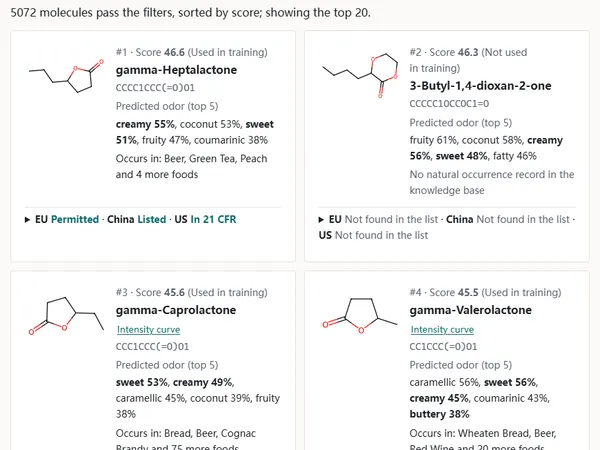 5072 molecules pass the filters, sorted by score; showing the top 20.
#1 · Score 46.6 (Used in training)
gamma-Heptalactone
CCCC1CCC(=O)O1
Predicted odor (top 5)
creamy 55%, coconut 53%, sweet
51%, fruity 47%, coumarinic 38%
Occurs in: Beer, Green Tea, Peach
and 4 more foods
▶ EU Permitted · China Listed · US In 21 CFR
#2 · Score 46.3 (Not used
in training)
3-Butyl-1,4-dioxan-2-one
CCCCC1OCCOC1=O
Predicted odor (top 5)
fruity 61%, coconut 58%, creamy
56%, sweet 48%, fatty 46%
No natural occurrence record in the
knowledge base
▶ EU Not found in the list · China Not found in the list ·
US Not found in the list
#3 · Score 45.6 (Used in training)
gamma-Caprolactone
Intensity curve
CCC1CCC(=O)O1
Predicted odor (top 5)
sweet 53%, creamy 49%,
caramellic 45%, coconut 39%, fruity
38%
Occurs in: Bread, Beer, Cognac
Brandy and 75 more foods
#4 · Score 45.5 (Used in training)
gamma-Valerolactone
Intensity curve
CC1CCC(=O)O1
Predicted odor (top 5)
caramellic 56%, sweet 56%,
creamy 45%, coumarinic 43%,
buttery 38%
Occurs in: Wheaten Bread, Beer,
Red Wine and 20 more foods